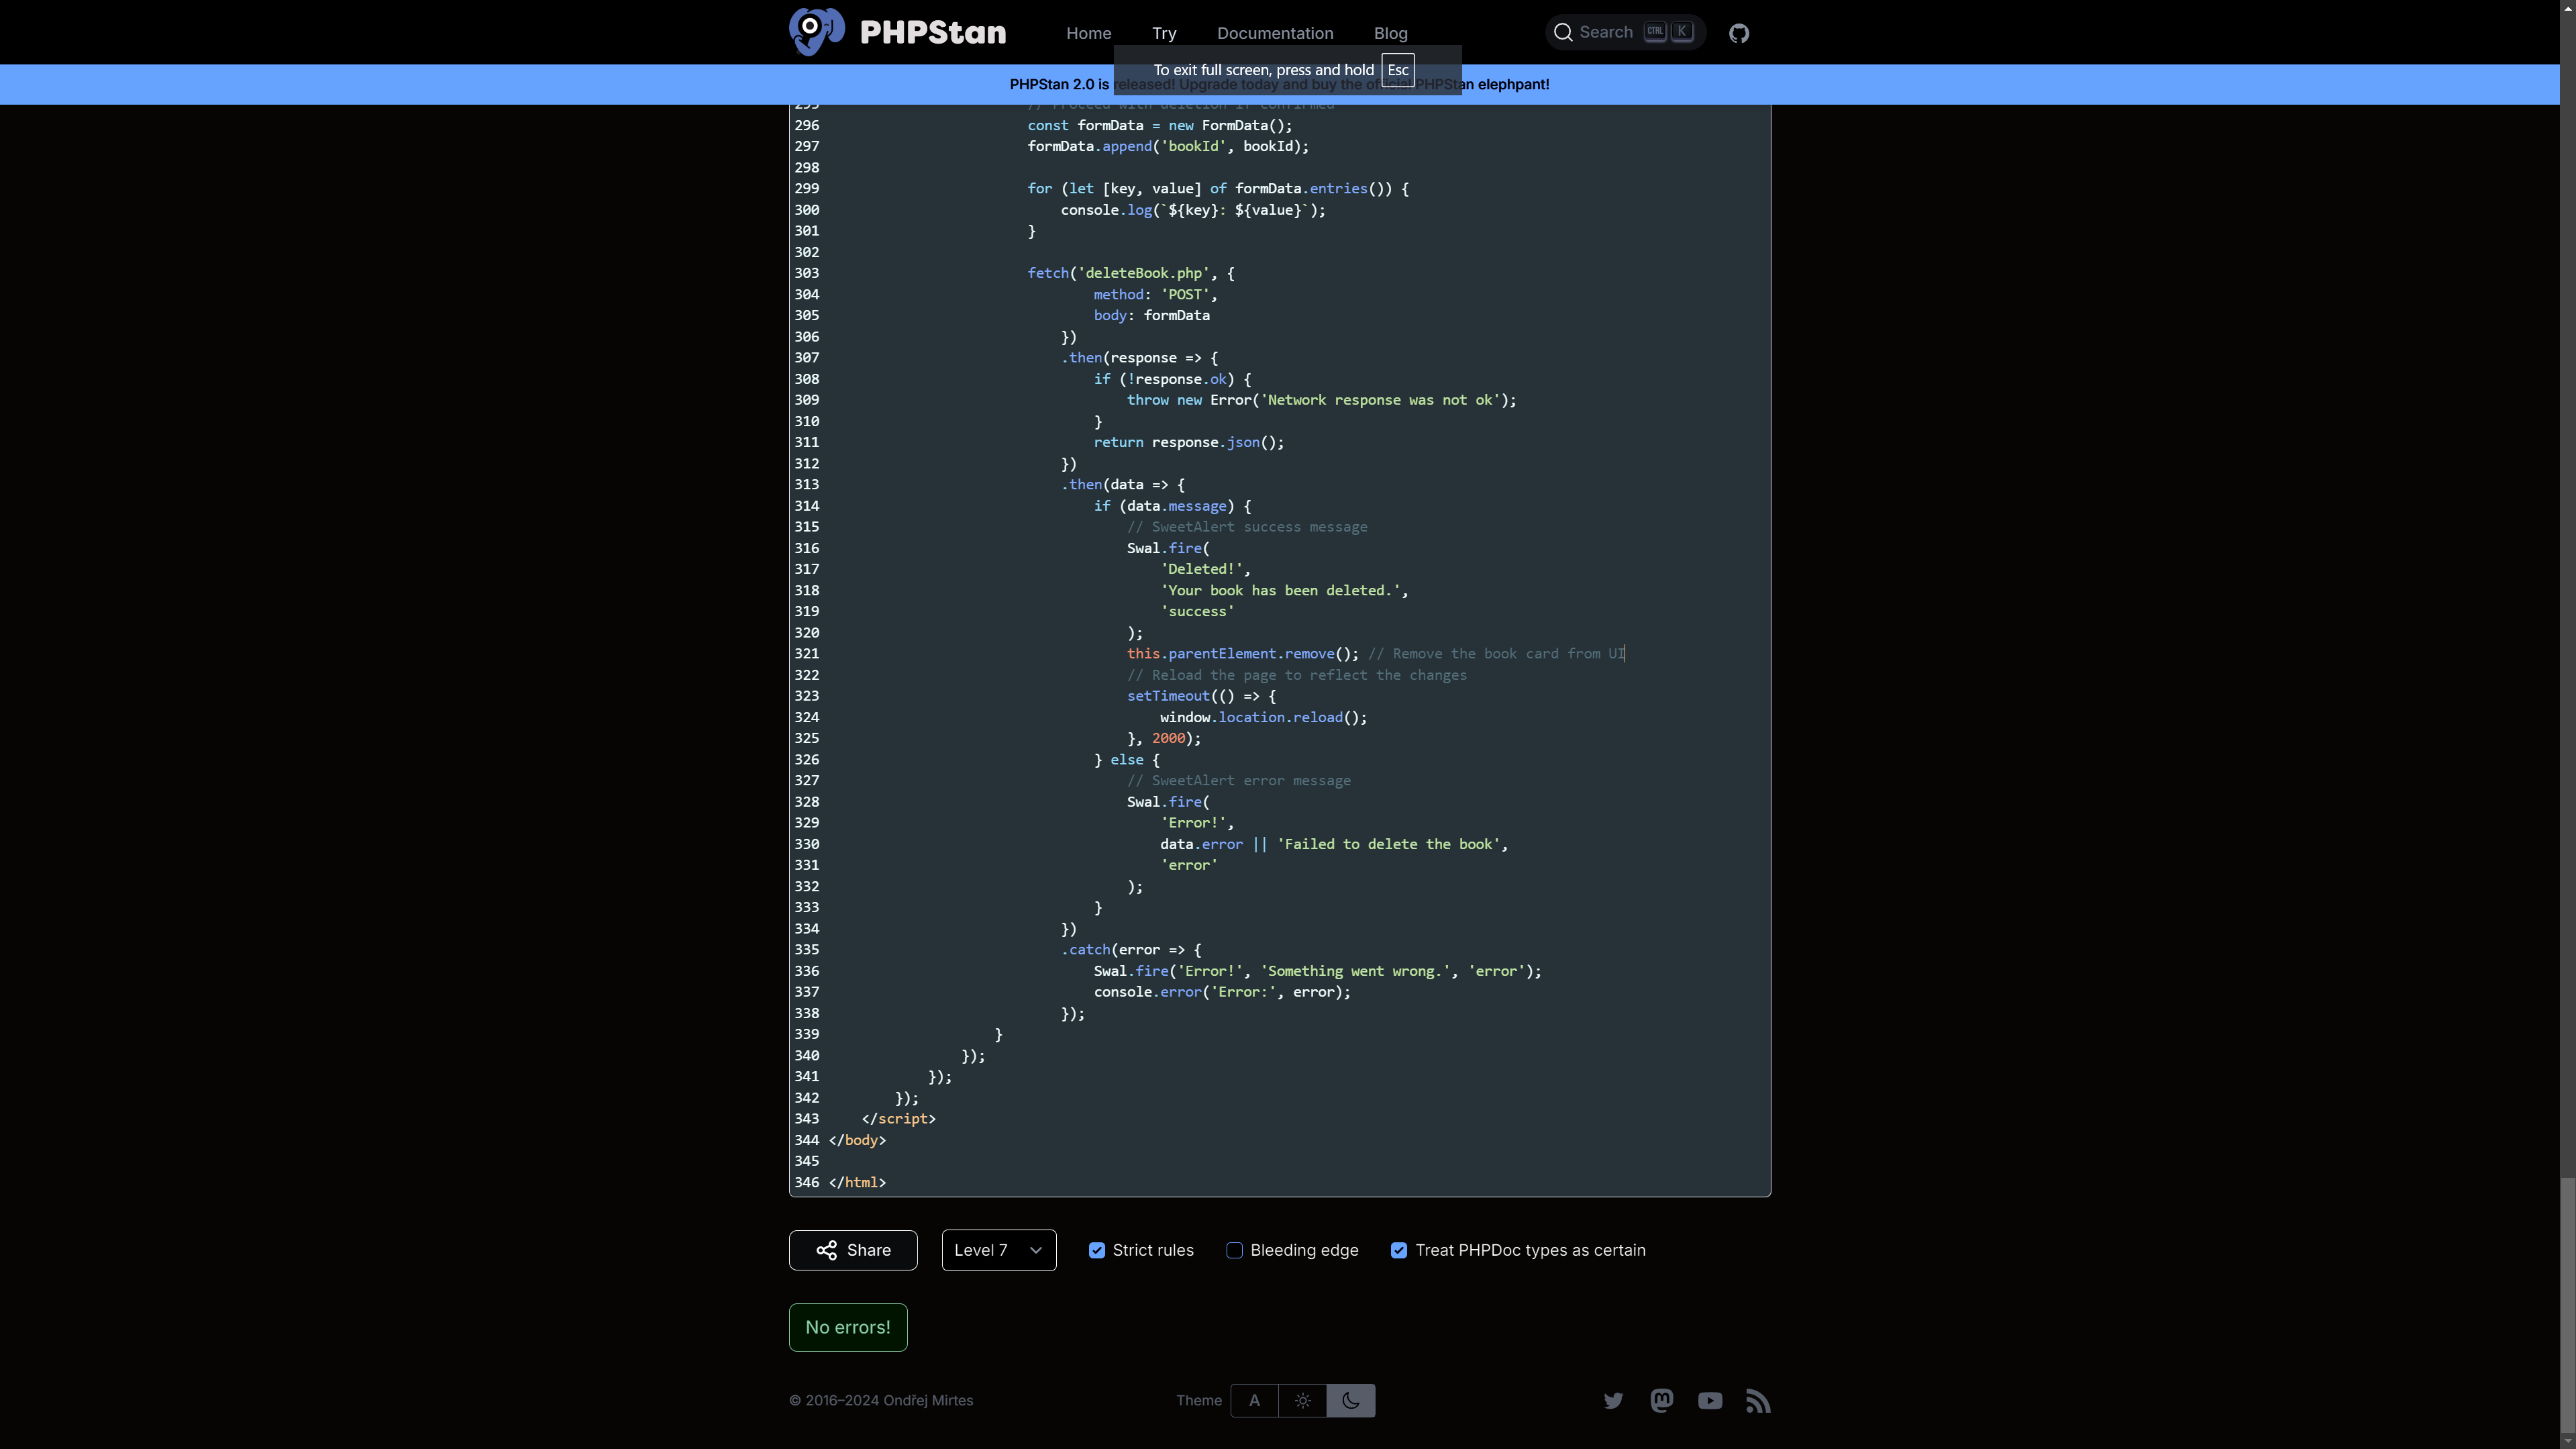 PHPStan
Home Try Documentation Blog
Search CTRL K
To exit full screen, press and hold Esc
PHPStan 2.0 is released! Upgrade today and buy the official PHPStan elephpant!
295 // Proceed with deletion if confirmed
296 const formData = new FormData();
297 formData.append('bookId', bookId);
298
299 for (let [key, value] of formData.entries()) {
300 console.log(`${key}: ${value}`);
301 }
302
303 fetch('deleteBook.php', {
304 method: 'POST',
305 body: formData
306 })
307 .then(response => {
308 if (!response.ok) {
309 throw new Error('Network response was not ok');
310 }
311 return response.json();
312 })
313 .then(data => {
314 if (data.message) {
315 // SweetAlert success message
316 Swal.fire(
317 'Deleted!',
318 'Your book has been deleted.',
319 'success'
320 );
321 this.parentElement.remove(); // Remove the book card from UI
322 // Reload the page to reflect the changes
323 setTimeout(() => {
324 window.location.reload();
325 }, 2000);
326 } else {
327 // SweetAlert error message
328 Swal.fire(
329 'Error!',
330 data.error || 'Failed to delete the book',
331 'error'
332 );
333 }
334 })
335 .catch(error => {
336 Swal.fire('Error!', 'Something went wrong.', 'error');
337 console.error('Error:', error);
338 });
339 }
340 });
341 });
342 });
343 </script>
344 </body>
345
346 </html>
Share Level 7 Strict rules Bleeding edge Treat PHPDoc types as certain
No errors!
© 2016–2024 Ondřej Mirtes Theme A